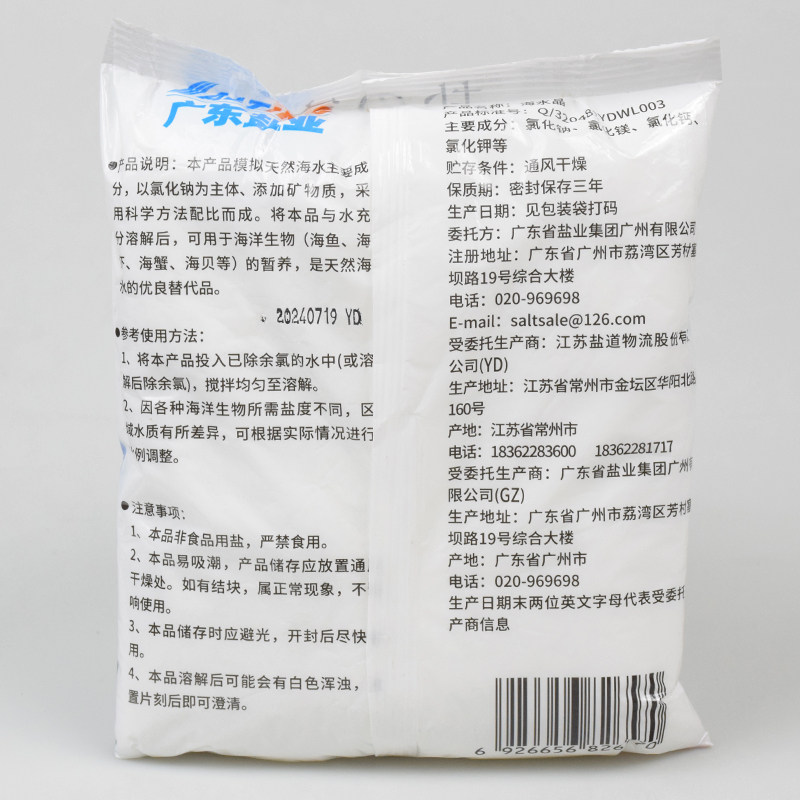 广东盐业
产品说明：本产品模拟天然海水主要成
分，以氯化钠为主体、添加矿物质，采
用科学方法配比而成。将本品与水充
分溶解后，可用于海洋生物（海鱼、海
虾、海蟹、海贝等）的暂养，是天然海
水的优良替代品。
20240719 YD
参考使用方法：
1、将本产品投入已除余氯的水中(或溶
解后除余氯)，搅拌均匀至溶解。
2、因各种海洋生物所需盐度不同，区
域水质有所差异，可根据实际情况进行
比例调整。
注意事项：
1、本品非食品用盐，严禁食用。
2、本品易吸潮，产品储存应放置通
干燥处。如有结块，属正常现象，不
响使用。
3、本品储存时应避光，开封后尽快
用。
4、本品溶解后可能会有白色浑浊，
置片刻后即可澄清。
产品名称：海水晶
产品标准号：Q/32048 YDWL003
主要成分：氯化钠、氯化镁、氯化钙、
氯化钾等
贮存条件：通风干燥
保质期：密封保存三年
生产日期：见包装袋打码
委托方：广东省盐业集团广州有限公司
注册地址：广东省广州市荔湾区芳村
坝路19号综合大楼
电话：020-969698
E-mail：saltsale@126.com
受委托生产商：江苏盐道物流股份有
公司(YD)
生产地址：江苏省常州市金坛区华阳北路
160号
产地：江苏省常州市
电话：18362283600 18362281717
受委托生产商：广东省盐业集团广州有
限公司(GZ)
生产地址：广东省广州市荔湾区芳村
坝路19号综合大楼
产地：广东省广州市
电话：020-969698
生产日期末两位英文字母代表受委托
产商信息
6 926656 826